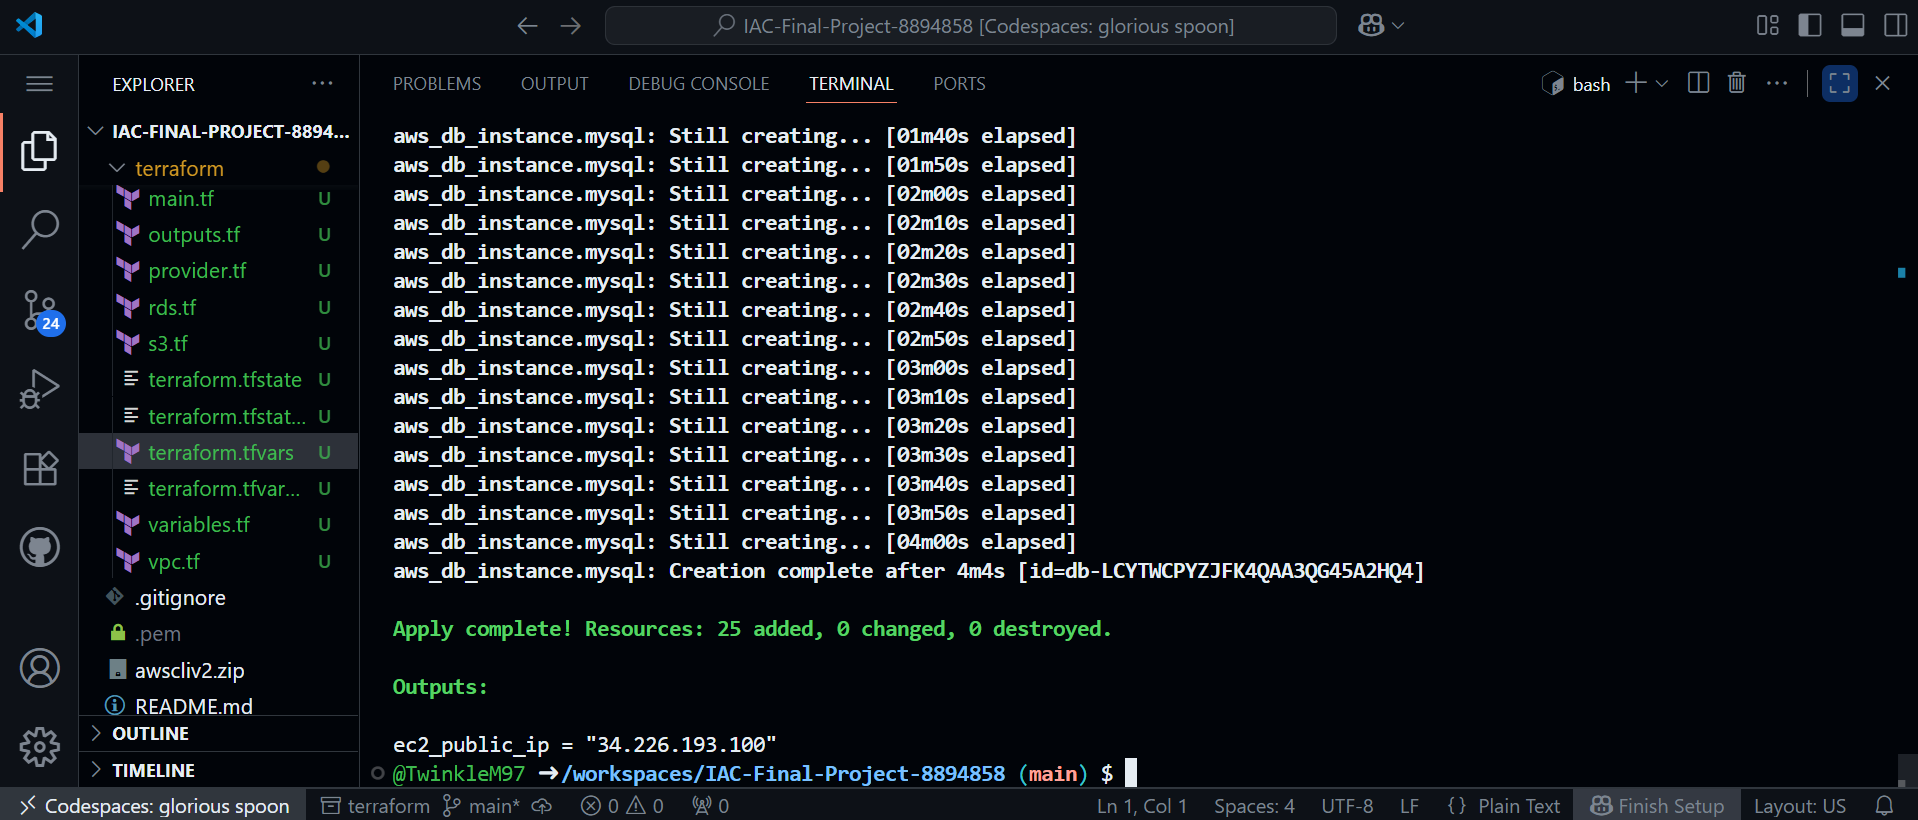 IAC-Final-Project-8894858 [Codespaces: glorious spoon]
EXPLORER
IAC-FINAL-PROJECT-8894...
terraform
main.tf U
outputs.tf U
provider.tf U
rds.tf U
s3.tf U
terraform.tfstate U
terraform.tfstat... U
terraform.tfvars U
terraform.tfvar... U
variables.tf U
vpc.tf U
.gitignore
.pem
awscliv2.zip
README.md
OUTLINE
TIMELINE
24
PROBLEMS OUTPUT DEBUG CONSOLE TERMINAL PORTS
bash
aws_db_instance.mysql: Still creating... [01m40s elapsed]
aws_db_instance.mysql: Still creating... [01m50s elapsed]
aws_db_instance.mysql: Still creating... [02m00s elapsed]
aws_db_instance.mysql: Still creating... [02m10s elapsed]
aws_db_instance.mysql: Still creating... [02m20s elapsed]
aws_db_instance.mysql: Still creating... [02m30s elapsed]
aws_db_instance.mysql: Still creating... [02m40s elapsed]
aws_db_instance.mysql: Still creating... [02m50s elapsed]
aws_db_instance.mysql: Still creating... [03m00s elapsed]
aws_db_instance.mysql: Still creating... [03m10s elapsed]
aws_db_instance.mysql: Still creating... [03m20s elapsed]
aws_db_instance.mysql: Still creating... [03m30s elapsed]
aws_db_instance.mysql: Still creating... [03m40s elapsed]
aws_db_instance.mysql: Still creating... [03m50s elapsed]
aws_db_instance.mysql: Still creating... [04m00s elapsed]
aws_db_instance.mysql: Creation complete after 4m4s [id=db-LCYTWCPYZJFK4QAA3QG45A2HQ4]
Apply complete! Resources: 25 added, 0 changed, 0 destroyed.
Outputs:
ec2_public_ip = "34.226.193.100"
@TwinkleM97 ➜/workspaces/IAC-Final-Project-8894858 (main) $
Codespaces: glorious spoon terraform main* 0 0 0 Ln 1, Col 1 Spaces: 4 UTF-8 LF {} Plain Text Finish Setup Layout: US